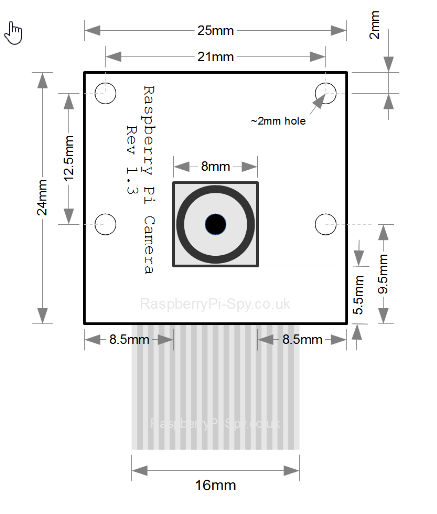 25mm
2mm
21mm
~2mm hole
Raspberry Pi Camera
Rev 1.3
12.5mm
24mm
8mm
9.5mm
5.5mm
RaspberryPi-Spy.co.uk
8.5mm
8.5mm
RaspberryPi-Spy.co.uk
16mm